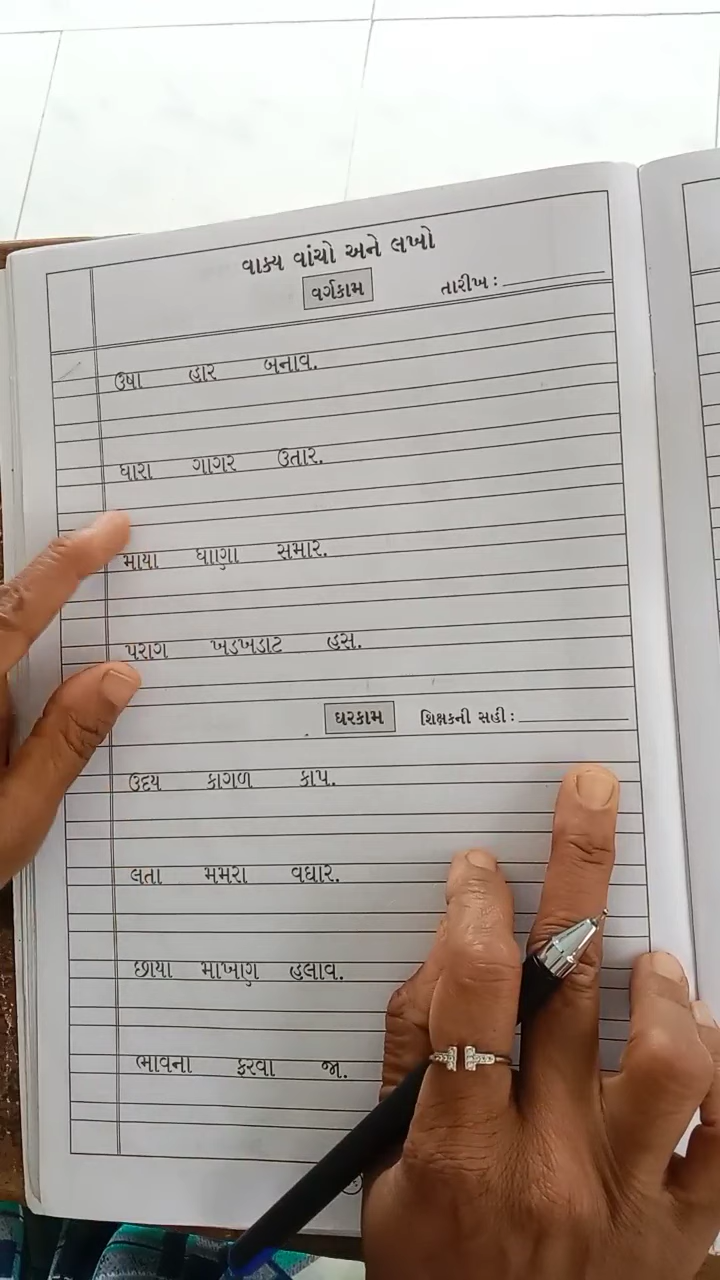 વાક્ય વાંચો અને લખો
વર્ગકામ તારીખ :
ઉષા હાર બનાવ.
ધારા ગાગર ઉતાર.
માયા ધાણા સમાર.
પરાગ ખડખડાટ હસ.
ઘરકામ શિક્ષકની સહી :
ઉદય કાગળ કાપ.
લતા મમરા વઘાર.
છાયા માખણ હલાવ.
ભાવના ફરવા જા.